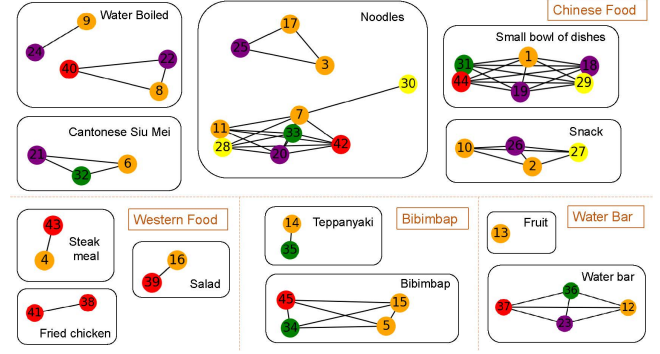 Water Boiled
9
24
22
40
8
Cantonese Siu Mei
21
6
32
Noodles
17
25
3
30
7
11
33
28
20
42
Chinese Food
Small bowl of dishes
1
31
18
44
29
19
Snack
10
26
27
2
Western Food
43
Steak
meal
4
16
39
Salad
38
41
Fried chicken
Bibimbap
14
Teppanyaki
35
Bibimbap
45
15
34
5
Water Bar
Fruit
13
Water bar
36
37
12
23